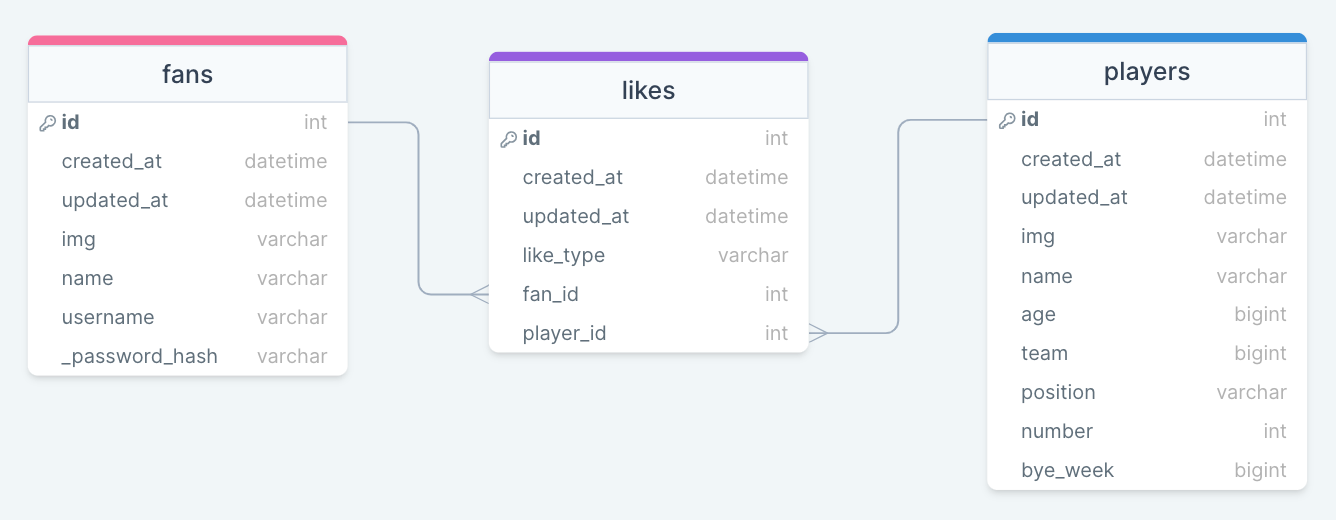 fans
id int
created_at datetime
updated_at datetime
img varchar
name varchar
username varchar
_password_hash varchar
likes
id int
created_at datetime
updated_at datetime
like_type varchar
fan_id int
player_id int
players
id int
created_at datetime
updated_at datetime
img varchar
name varchar
age bigint
team bigint
position varchar
number int
bye_week bigint